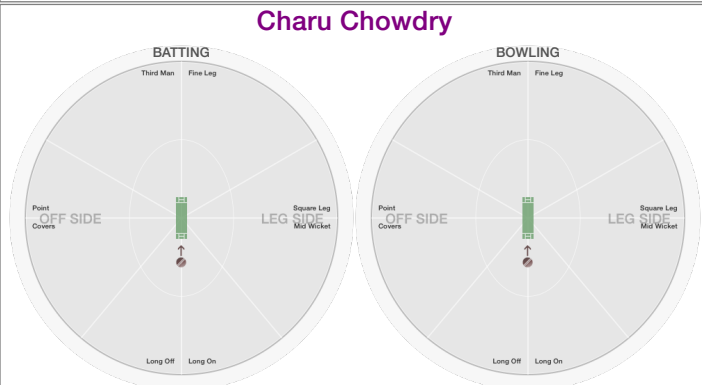 Charu Chowdry
BATTING
Third Man Fine Leg
Point Square Leg
OFF SIDE LEG SIDE
Covers Mid Wicket
Long Off Long On
BOWLING
Third Man Fine Leg
Point Square Leg
OFF SIDE LEG SIDE
Covers Mid Wicket
Long Off Long On